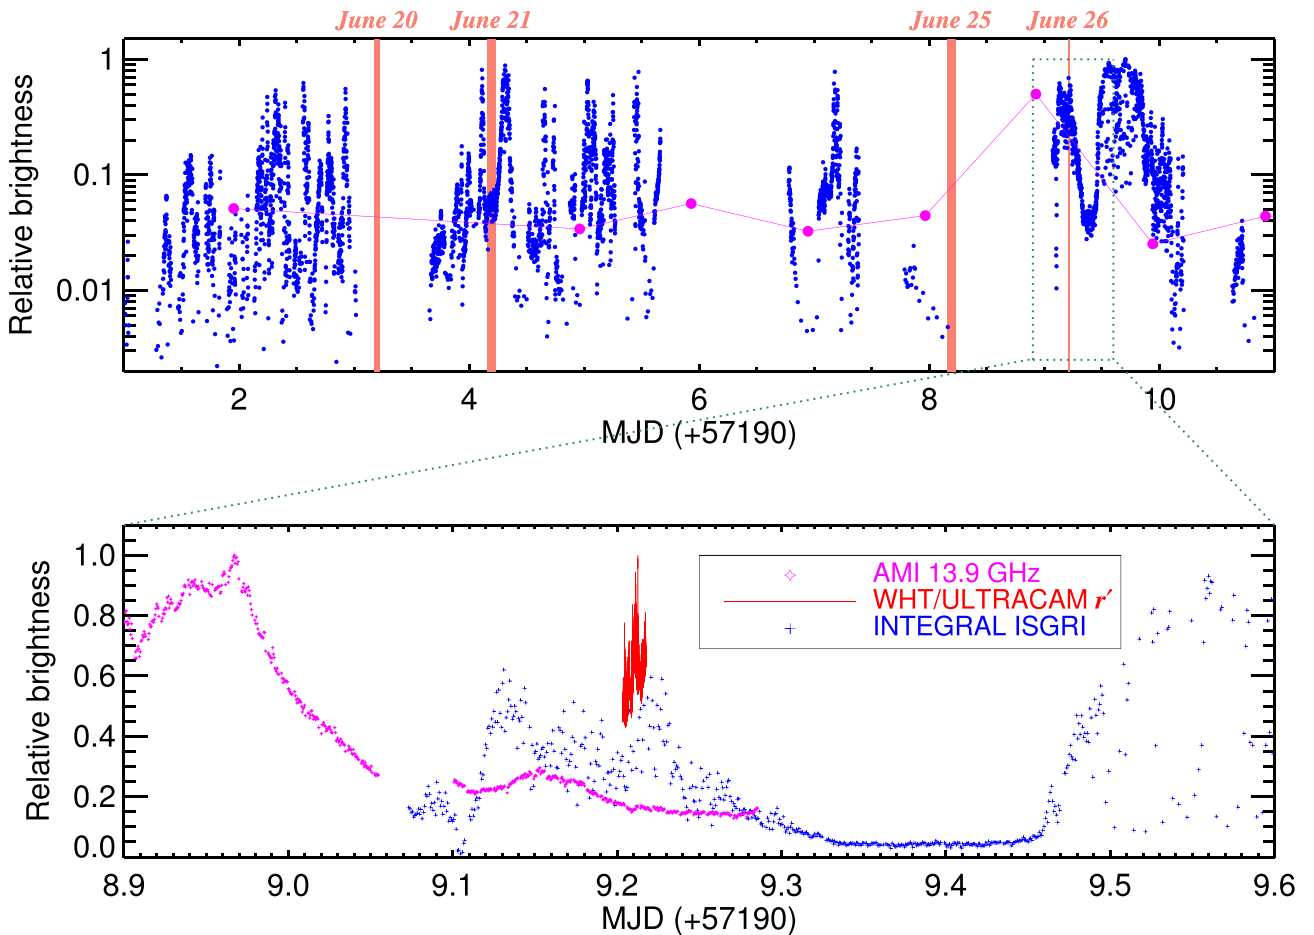 June 20 June 21 June 25 June 26
1
0.1
0.01
Relative brightness
2 4 6 8 10
MJD (+57190)
1.0
0.8
0.6
0.4
0.2
0.0
Relative brightness
AMI 13.9 GHz
WHT/ULTRACAM r′
INTEGRAL ISGRI
8.9 9.0 9.1 9.2 9.3 9.4 9.5 9.6
MJD (+57190)